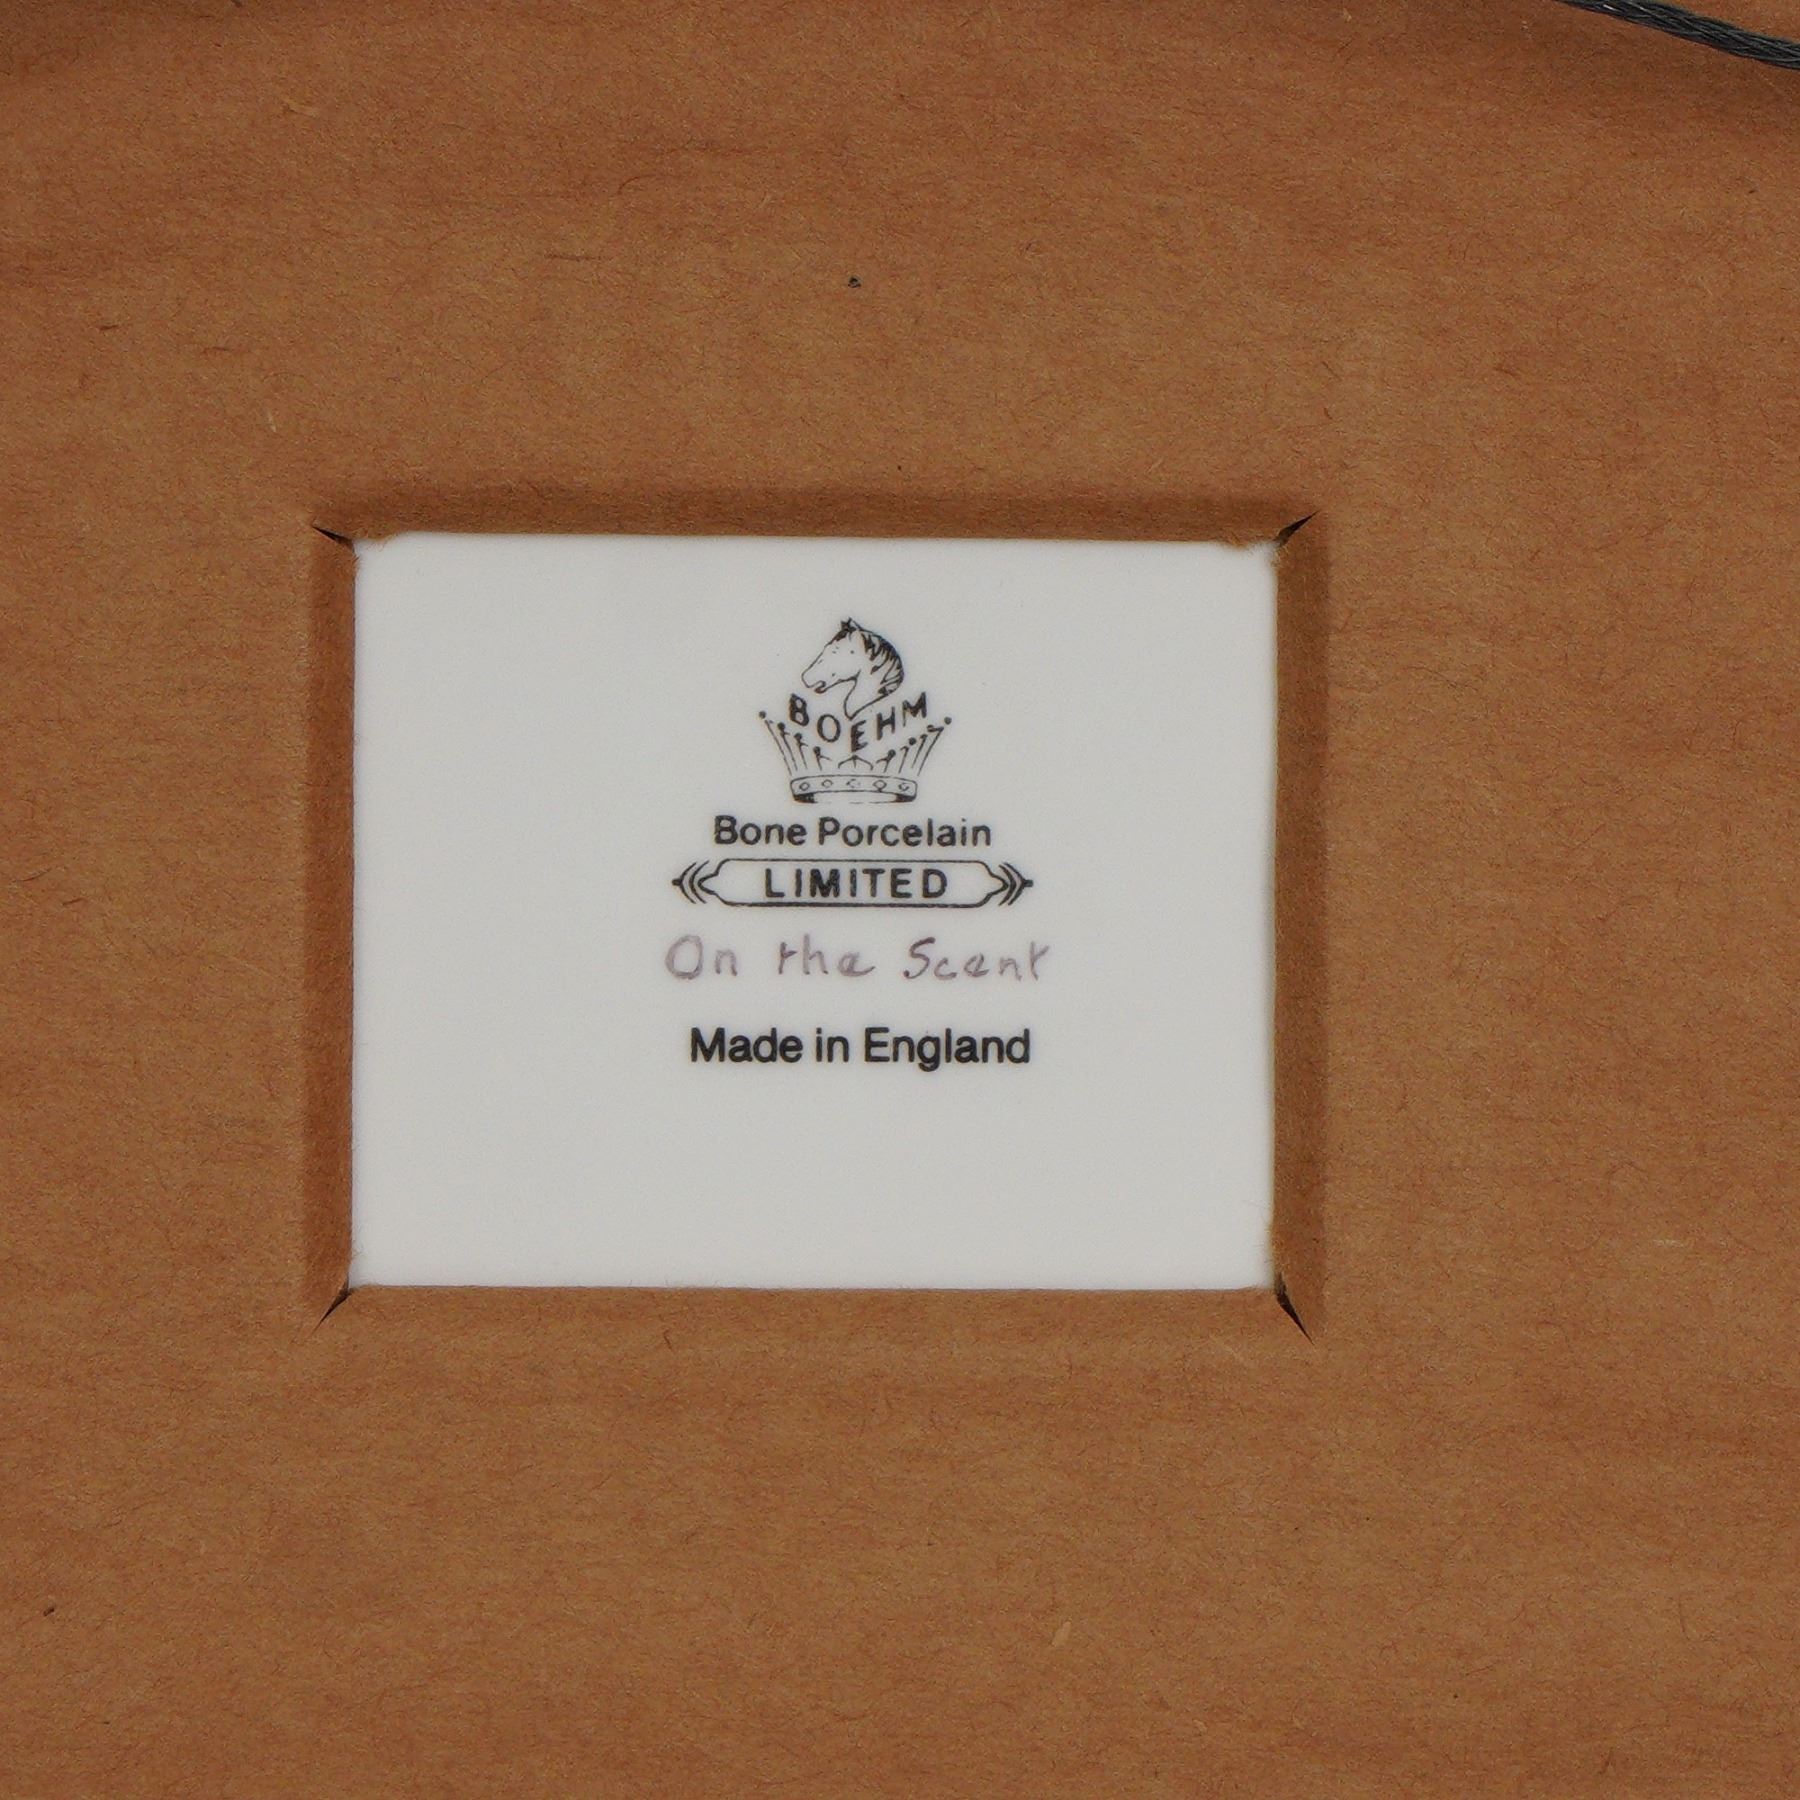 BOEHM
Bone Porcelain
LIMITED
On the Scent
Made in England